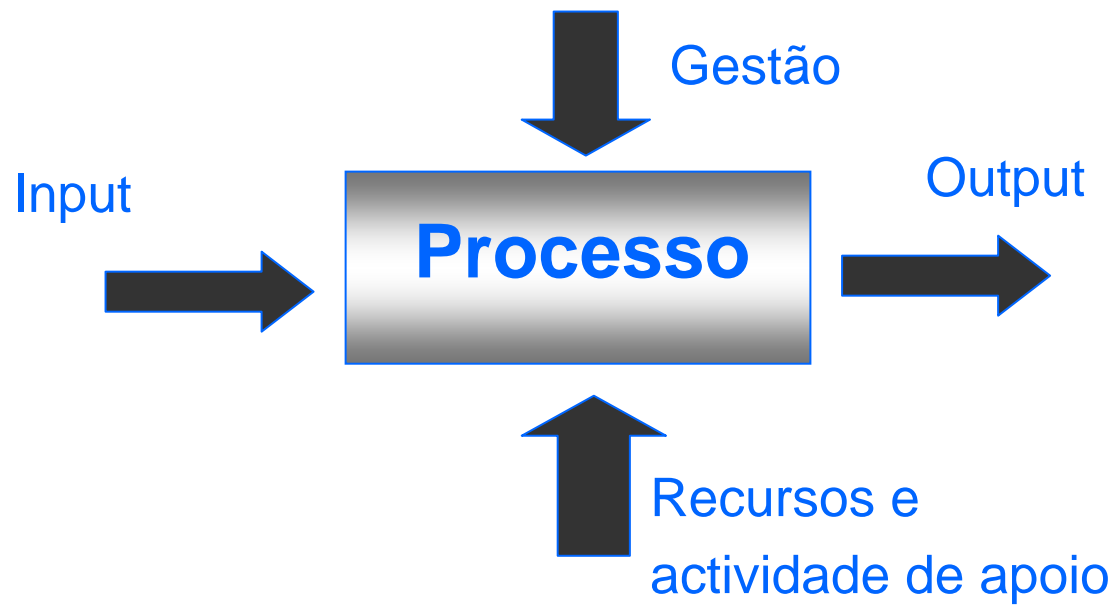 Gestão
Input
Output
Processo
Recursos e
actividade de apoio